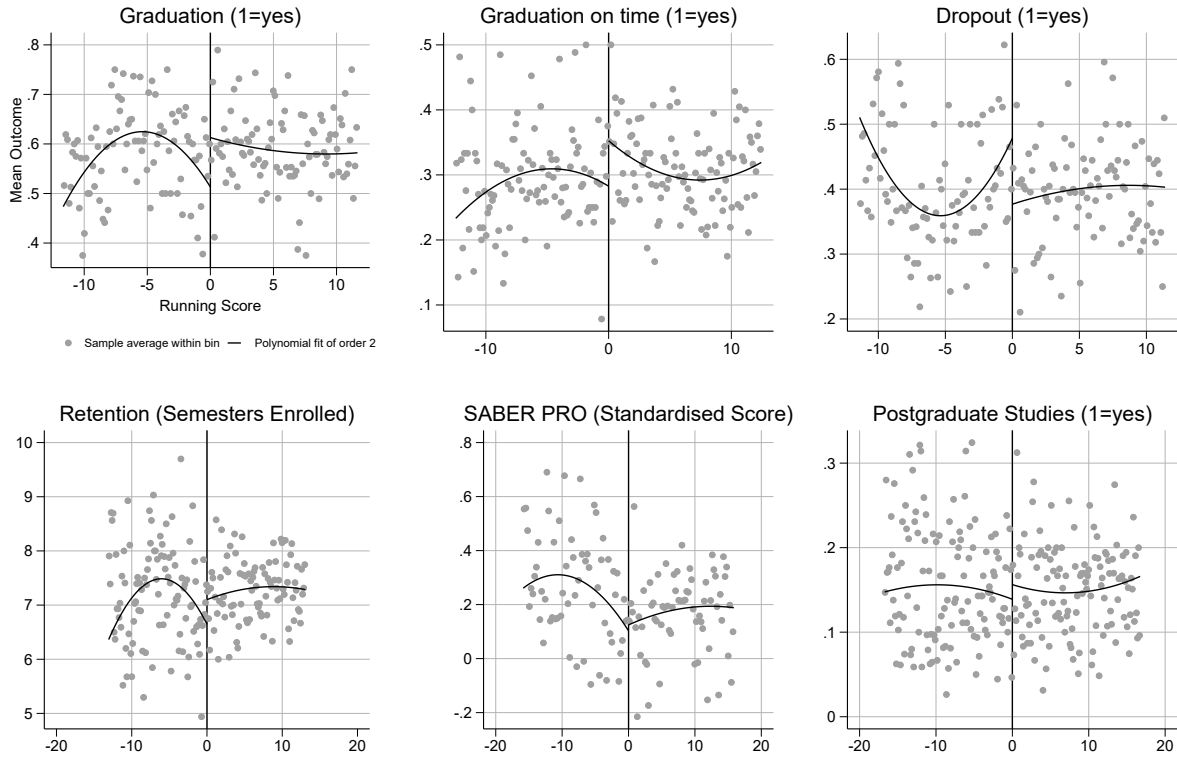 Graduation (1=yes)
.8
.7
.6
.5
.4
Mean Outcome
-10 -5 0 5 10
Running Score
Sample average within bin Polynomial fit of order 2
Graduation on time (1=yes)
.5
.4
.3
.2
.1
-10 0 10
Dropout (1=yes)
.6
.5
.4
.3
.2
-10 -5 0 5 10
Retention (Semesters Enrolled)
10
9
8
7
6
5
-20 -10 0 10 20
SABER PRO (Standardised Score)
.8
.6
.4
.2
0
-.2
-20 -10 0 10 20
Postgraduate Studies (1=yes)
.3
.2
.1
0
-20 -10 0 10 20